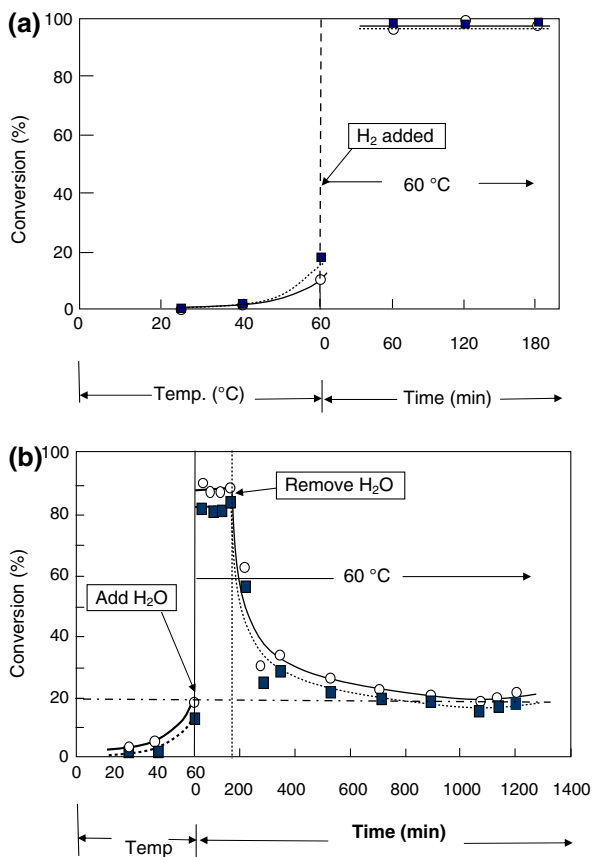 (a)
100
80
60
40
20
0
Conversion (%)
H₂ added
60 °C
0 20 40 60 60 120 180
0
Temp. (°C) Time (min)
(b)
100
80
60
40
20
0
Conversion (%)
Remove H₂O
60 °C
Add H₂O
0 20 40 60 200 400 600 800 1000 1200 1400
0
Temp Time (min)